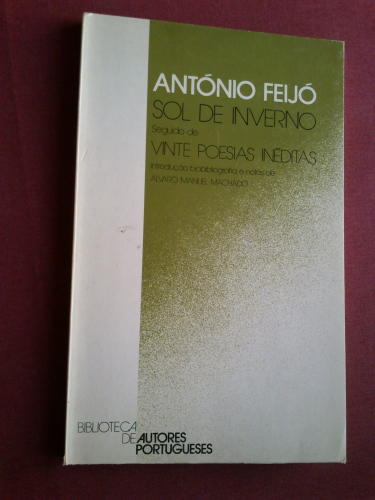 ANTÓNIO FEIJÓ
SOL DE INVERNO
Seguido de
VINTE POESIAS INÉDITAS
Introdução, biobibliografia e notas de
ÁLVARO MANUEL MACHADO
BIBLIOTECA
DE AUTORES
PORTUGUESES